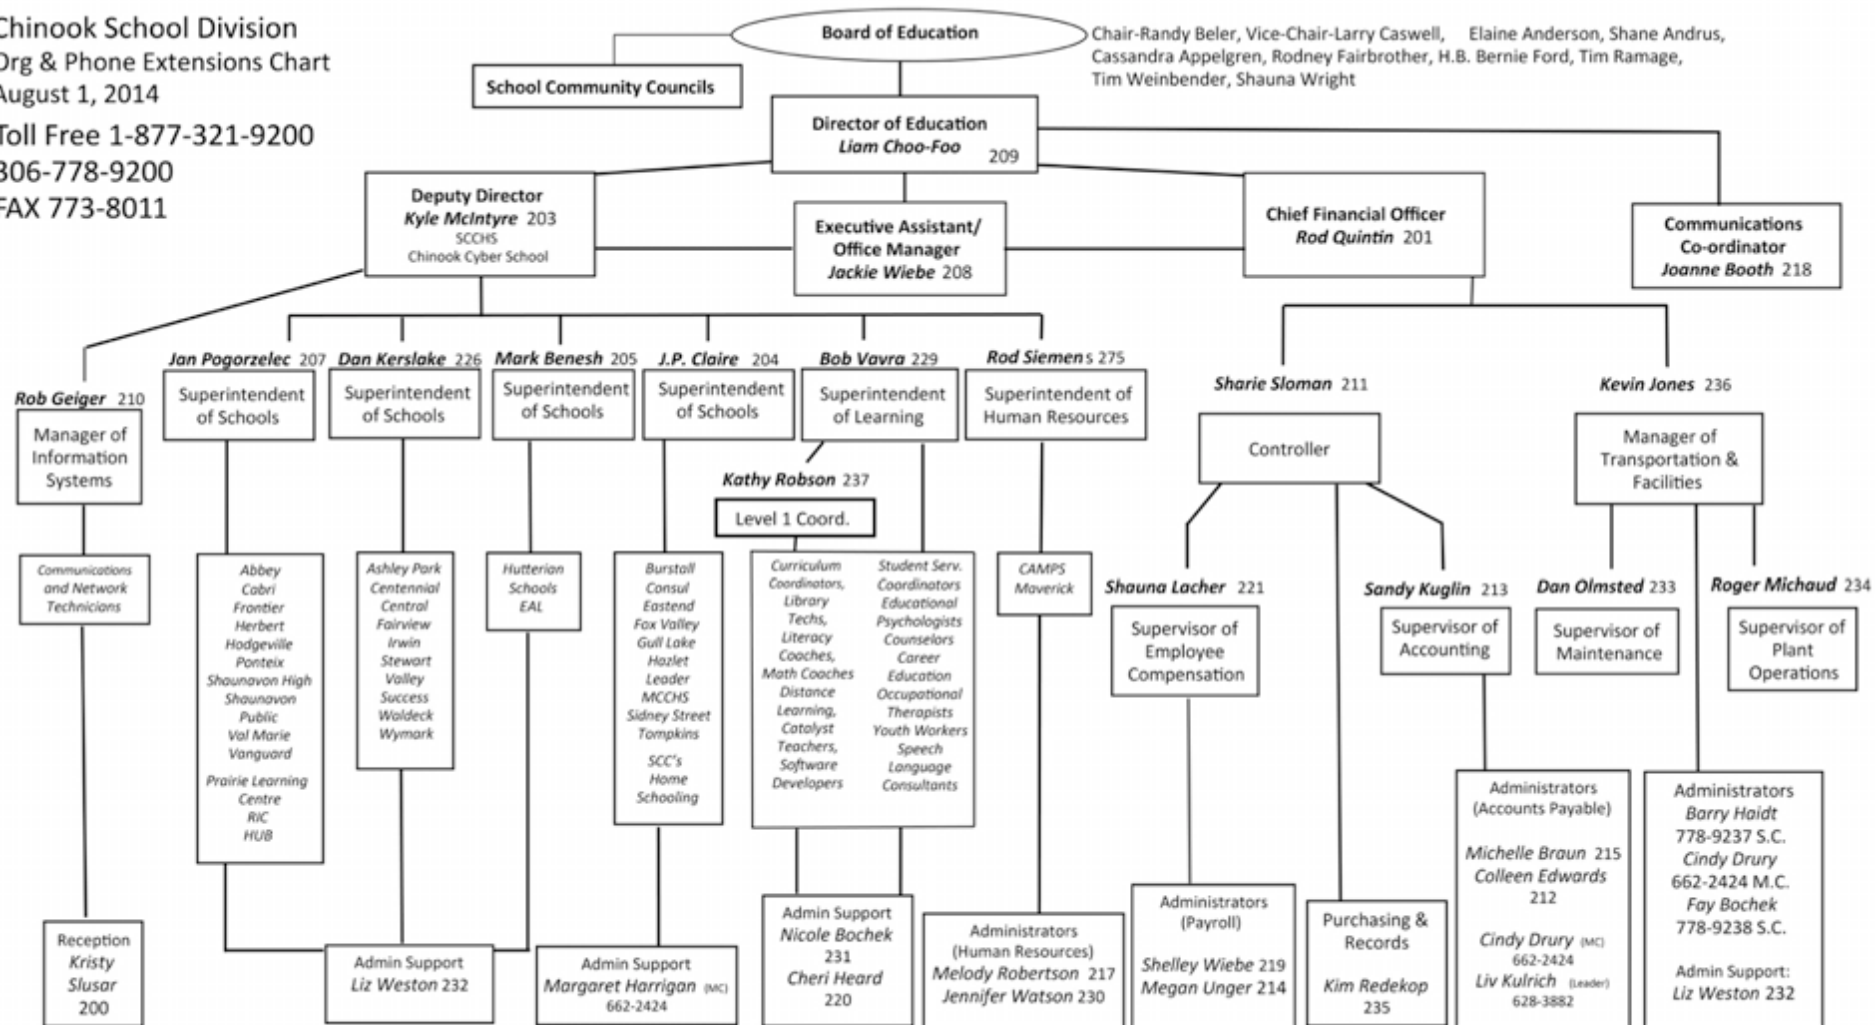 Chinook School Division
Org & Phone Extensions Chart
August 1, 2014
Toll Free 1-877-321-9200
306-778-9200
FAX 773-8011
Board of Education
Chair-Randy Beler, Vice-Chair-Larry Caswell, Elaine Anderson, Shane Andrus,
Cassandra Appelgren, Rodney Fairbrother, H.B. Bernie Ford, Tim Ramage,
Tim Weinbender, Shauna Wright
School Community Councils
Director of Education
Liam Choo-Foo
209
Deputy Director
Kyle McIntyre 203
SCCHS
Chinook Cyber School
Executive Assistant/
Office Manager
Jackie Wiebe 208
Chief Financial Officer
Rod Quintin 201
Communications
Co-ordinator
Joanne Booth 218
Rob Geiger 210
Manager of
Information
Systems
Communications
and Network
Technicians
Reception
Kristy
Slusar
200
Jan Pogorzelec 207
Superintendent
of Schools
Abbey
Cabri
Frontier
Herbert
Hodgeville
Ponteix
Shaunavon High
Shaunavon
Public
Val Marie
Vanguard
Prairie Learning
Centre
RIC
HUB
Dan Kerslake 226
Superintendent
of Schools
Ashley Park
Centennial
Central
Fairview
Irwin
Stewart
Valley
Success
Waldeck
Wymark
Mark Benesh 205
Superintendent
of Schools
Hutterian
Schools
EAL
Admin Support
Liz Weston 232
J.P. Claire 204
Superintendent
of Schools
Burstall
Consul
Eastend
Fox Valley
Gull Lake
Hazlet
Leader
MCCHS
Sidney Street
Tompkins
SCC's
Home
Schooling
Admin Support
Margaret Harrigan (MC)
662-2424
Bob Vavra 229
Superintendent
of Learning
Kathy Robson 237
Level 1 Coord.
Curriculum
Coordinators,
Library
Techs,
Literacy
Coaches,
Math Coaches
Distance
Learning,
Catalyst
Teachers,
Software
Developers
Student Serv.
Coordinators
Educational
Psychologists
Counselors
Career
Education
Occupational
Therapists
Youth Workers
Speech
Language
Consultants
Admin Support
Nicole Bochek
231
Cheri Heard
220
Rod Siemens 275
Superintendent of
Human Resources
CAMPS
Maverick
Administrators
(Human Resources)
Melody Robertson 217
Jennifer Watson 230
Sharie Sloman 211
Controller
Shauna Lacher 221
Supervisor of
Employee
Compensation
Administrators
(Payroll)
Shelley Wiebe 219
Megan Unger 214
Purchasing &
Records
Kim Redekop
235
Sandy Kuglin 213
Supervisor of
Accounting
Administrators
(Accounts Payable)
Michelle Braun 215
Colleen Edwards
212
Cindy Drury (MC)
662-2424
Liv Kulrich (Leader)
628-3882
Kevin Jones 236
Manager of
Transportation &
Facilities
Dan Olmsted 233
Supervisor of
Maintenance
Roger Michaud 234
Supervisor of
Plant
Operations
Administrators
Barry Haidt
778-9237 S.C.
Cindy Drury
662-2424 M.C.
Fay Bochek
778-9238 S.C.
Admin Support:
Liz Weston 232